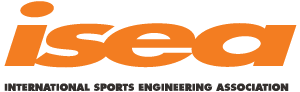 isea
INTERNATIONAL SPORTS ENGINEERING ASSOCIATION